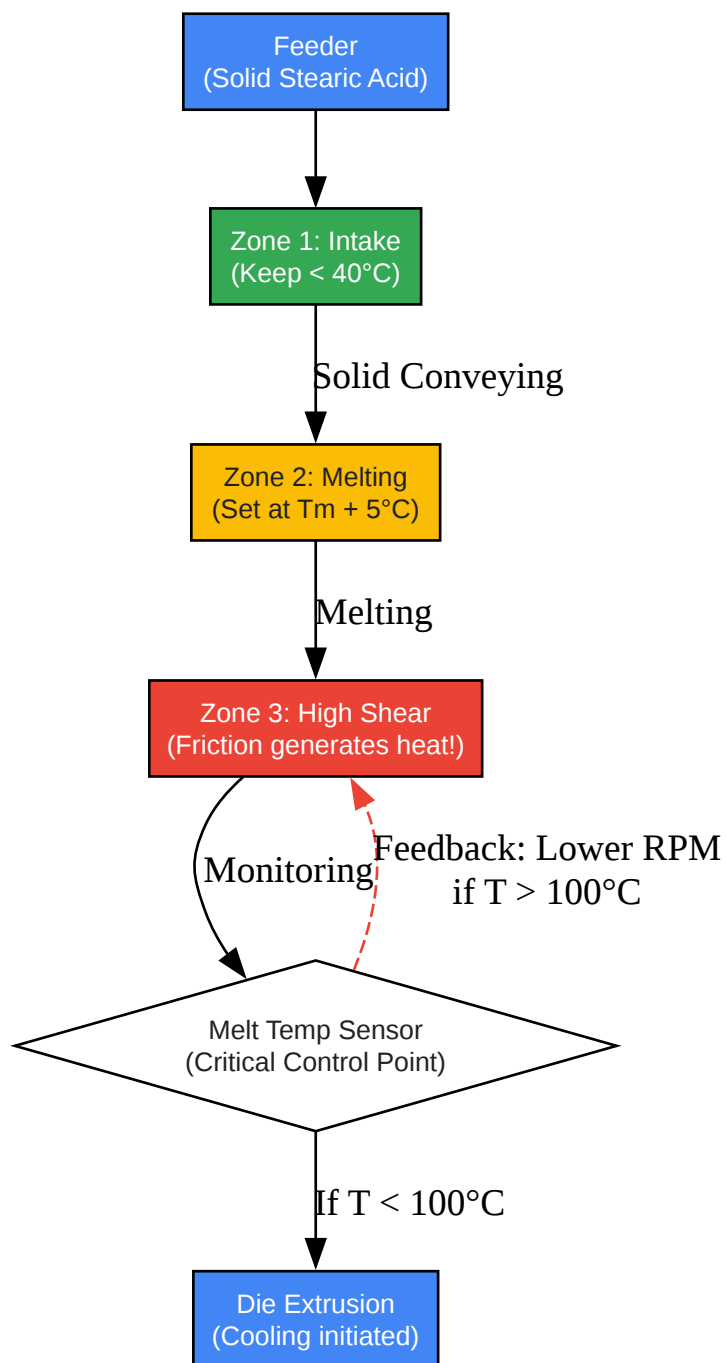 Feeder
(Solid Stearic Acid)
Zone 1: Intake
(Keep < 40°C)
Solid Conveying
Zone 2: Melting
(Set at Tm + 5°C)
Melting
Zone 3: High Shear
(Friction generates heat!)
Monitoring
Feedback: Lower RPM
if T > 100°C
Melt Temp Sensor
(Critical Control Point)
If T < 100°C
Die Extrusion
(Cooling initiated)